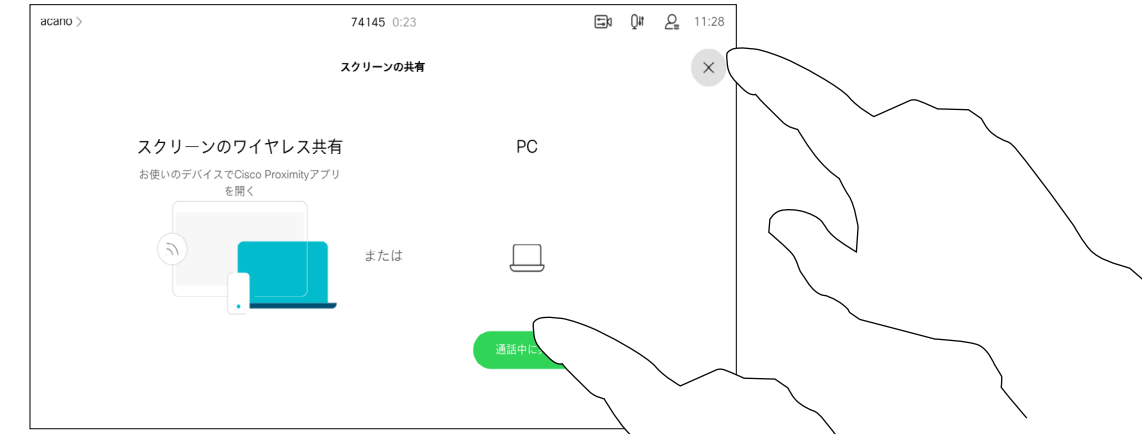 acano >
74145 0:23
11:28
スクリーンの共有
スクリーンのワイヤレス共有
お使いのデバイスでCisco Proximityアプリ
を開く
または
PC
通話中に